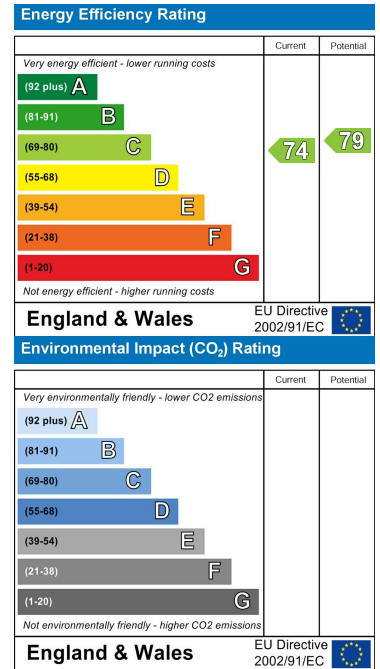 Energy Efficiency Rating
Current Potential
Very energy efficient - lower running costs
(92 plus) A
(81-91) B
(69-80) C
74 79
(55-68) D
(39-54) E
(21-38) F
(1-20) G
Not energy efficient - higher running costs
England & Wales
EU Directive
2002/91/EC
Environmental Impact (CO₂) Rating
Current Potential
Very environmentally friendly - lower CO2 emissions
(92 plus) A
(81-91) B
(69-80) C
(55-68) D
(39-54) E
(21-38) F
(1-20) G
Not environmentally friendly - higher CO2 emissions
England & Wales
EU Directive
2002/91/EC